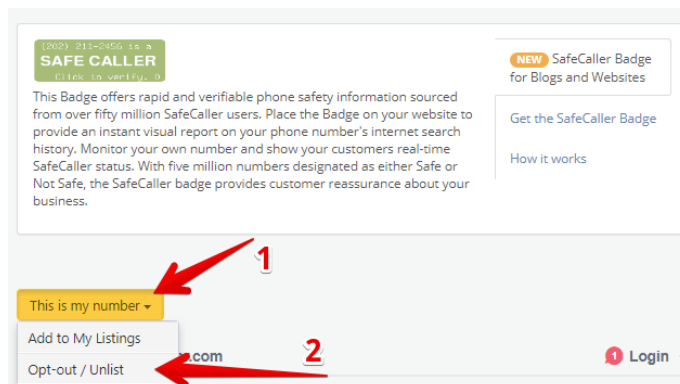 (202) 211-2456 is a
SAFE CALLER
Click to verify.
This Badge offers rapid and verifiable phone safety information sourced
from over fifty million SafeCaller users. Place the Badge on your website to
provide an instant visual report on your phone number's internet search
history. Monitor your own number and show your customers real-time
SafeCaller status. With five million numbers designated as either Safe or
Not Safe, the SafeCaller badge provides customer reassurance about your
business.
NEW SafeCaller Badge
for Blogs and Websites
Get the SafeCaller Badge
How it works
1
This is my number
Add to My Listings
Opt-out / Unlist
.com
2
1 Login